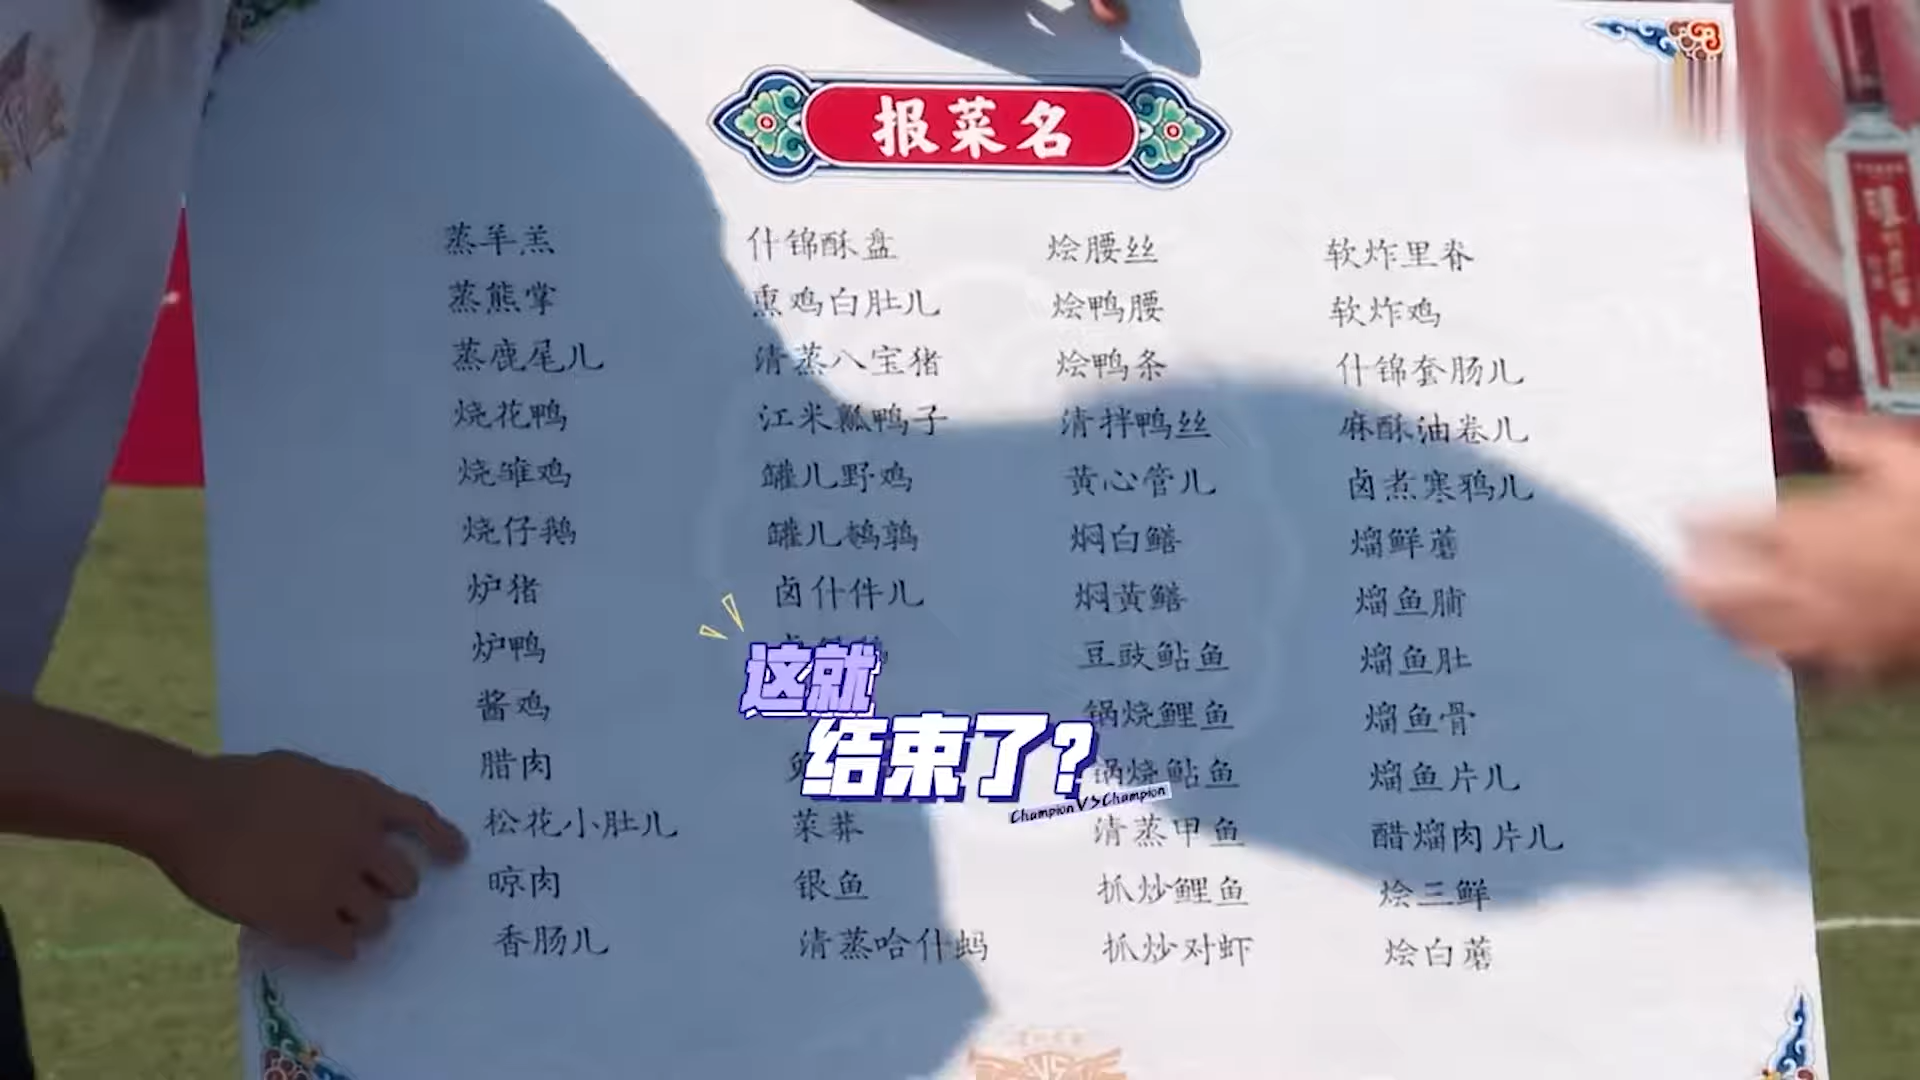 报菜名
蒸羊羔
蒸熊掌
蒸鹿尾儿
烧花鸭
烧雏鸡
烧仔鹅
炉猪
炉鸭
酱鸡
腊肉
松花小肚儿
晾肉
香肠儿
什锦酥盘
熏鸡白肚儿
清蒸八宝猪
江米瓤鸭子
罐儿野鸡
罐儿鹌鹑
卤什件儿
菜蟒
银鱼
清蒸哈什蚂
烩腰丝
烩鸭腰
烩鸭条
清拌鸭丝
黄心管儿
焖白鳝
焖黄鳝
豆豉鲇鱼
锅烧鲤鱼
锅烧鲇鱼
清蒸甲鱼
抓炒鲤鱼
抓炒对虾
软炸里脊
软炸鸡
什锦套肠儿
麻酥油卷儿
卤煮寒鸦儿
熘鲜蘑
熘鱼脯
熘鱼肚
熘鱼骨
熘鱼片儿
醋熘肉片儿
烩三鲜
烩白蘑
这就
结束了?
Champion VS Champion